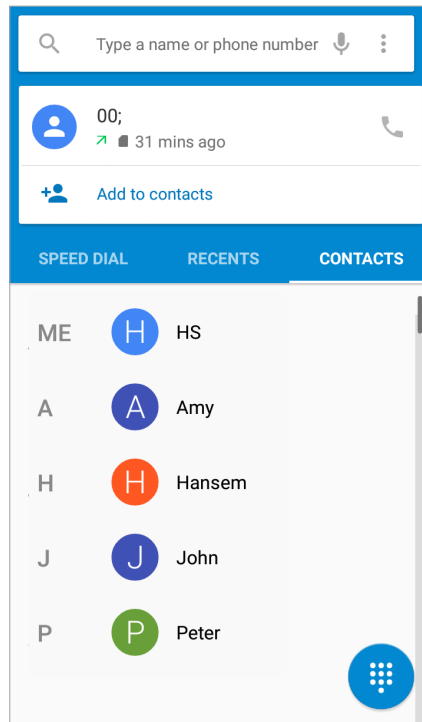 Type a name or phone number
00;
31 mins ago
Add to contacts
SPEED DIAL RECENTS CONTACTS
ME H HS
A A Amy
H H Hansem
J J John
P P Peter